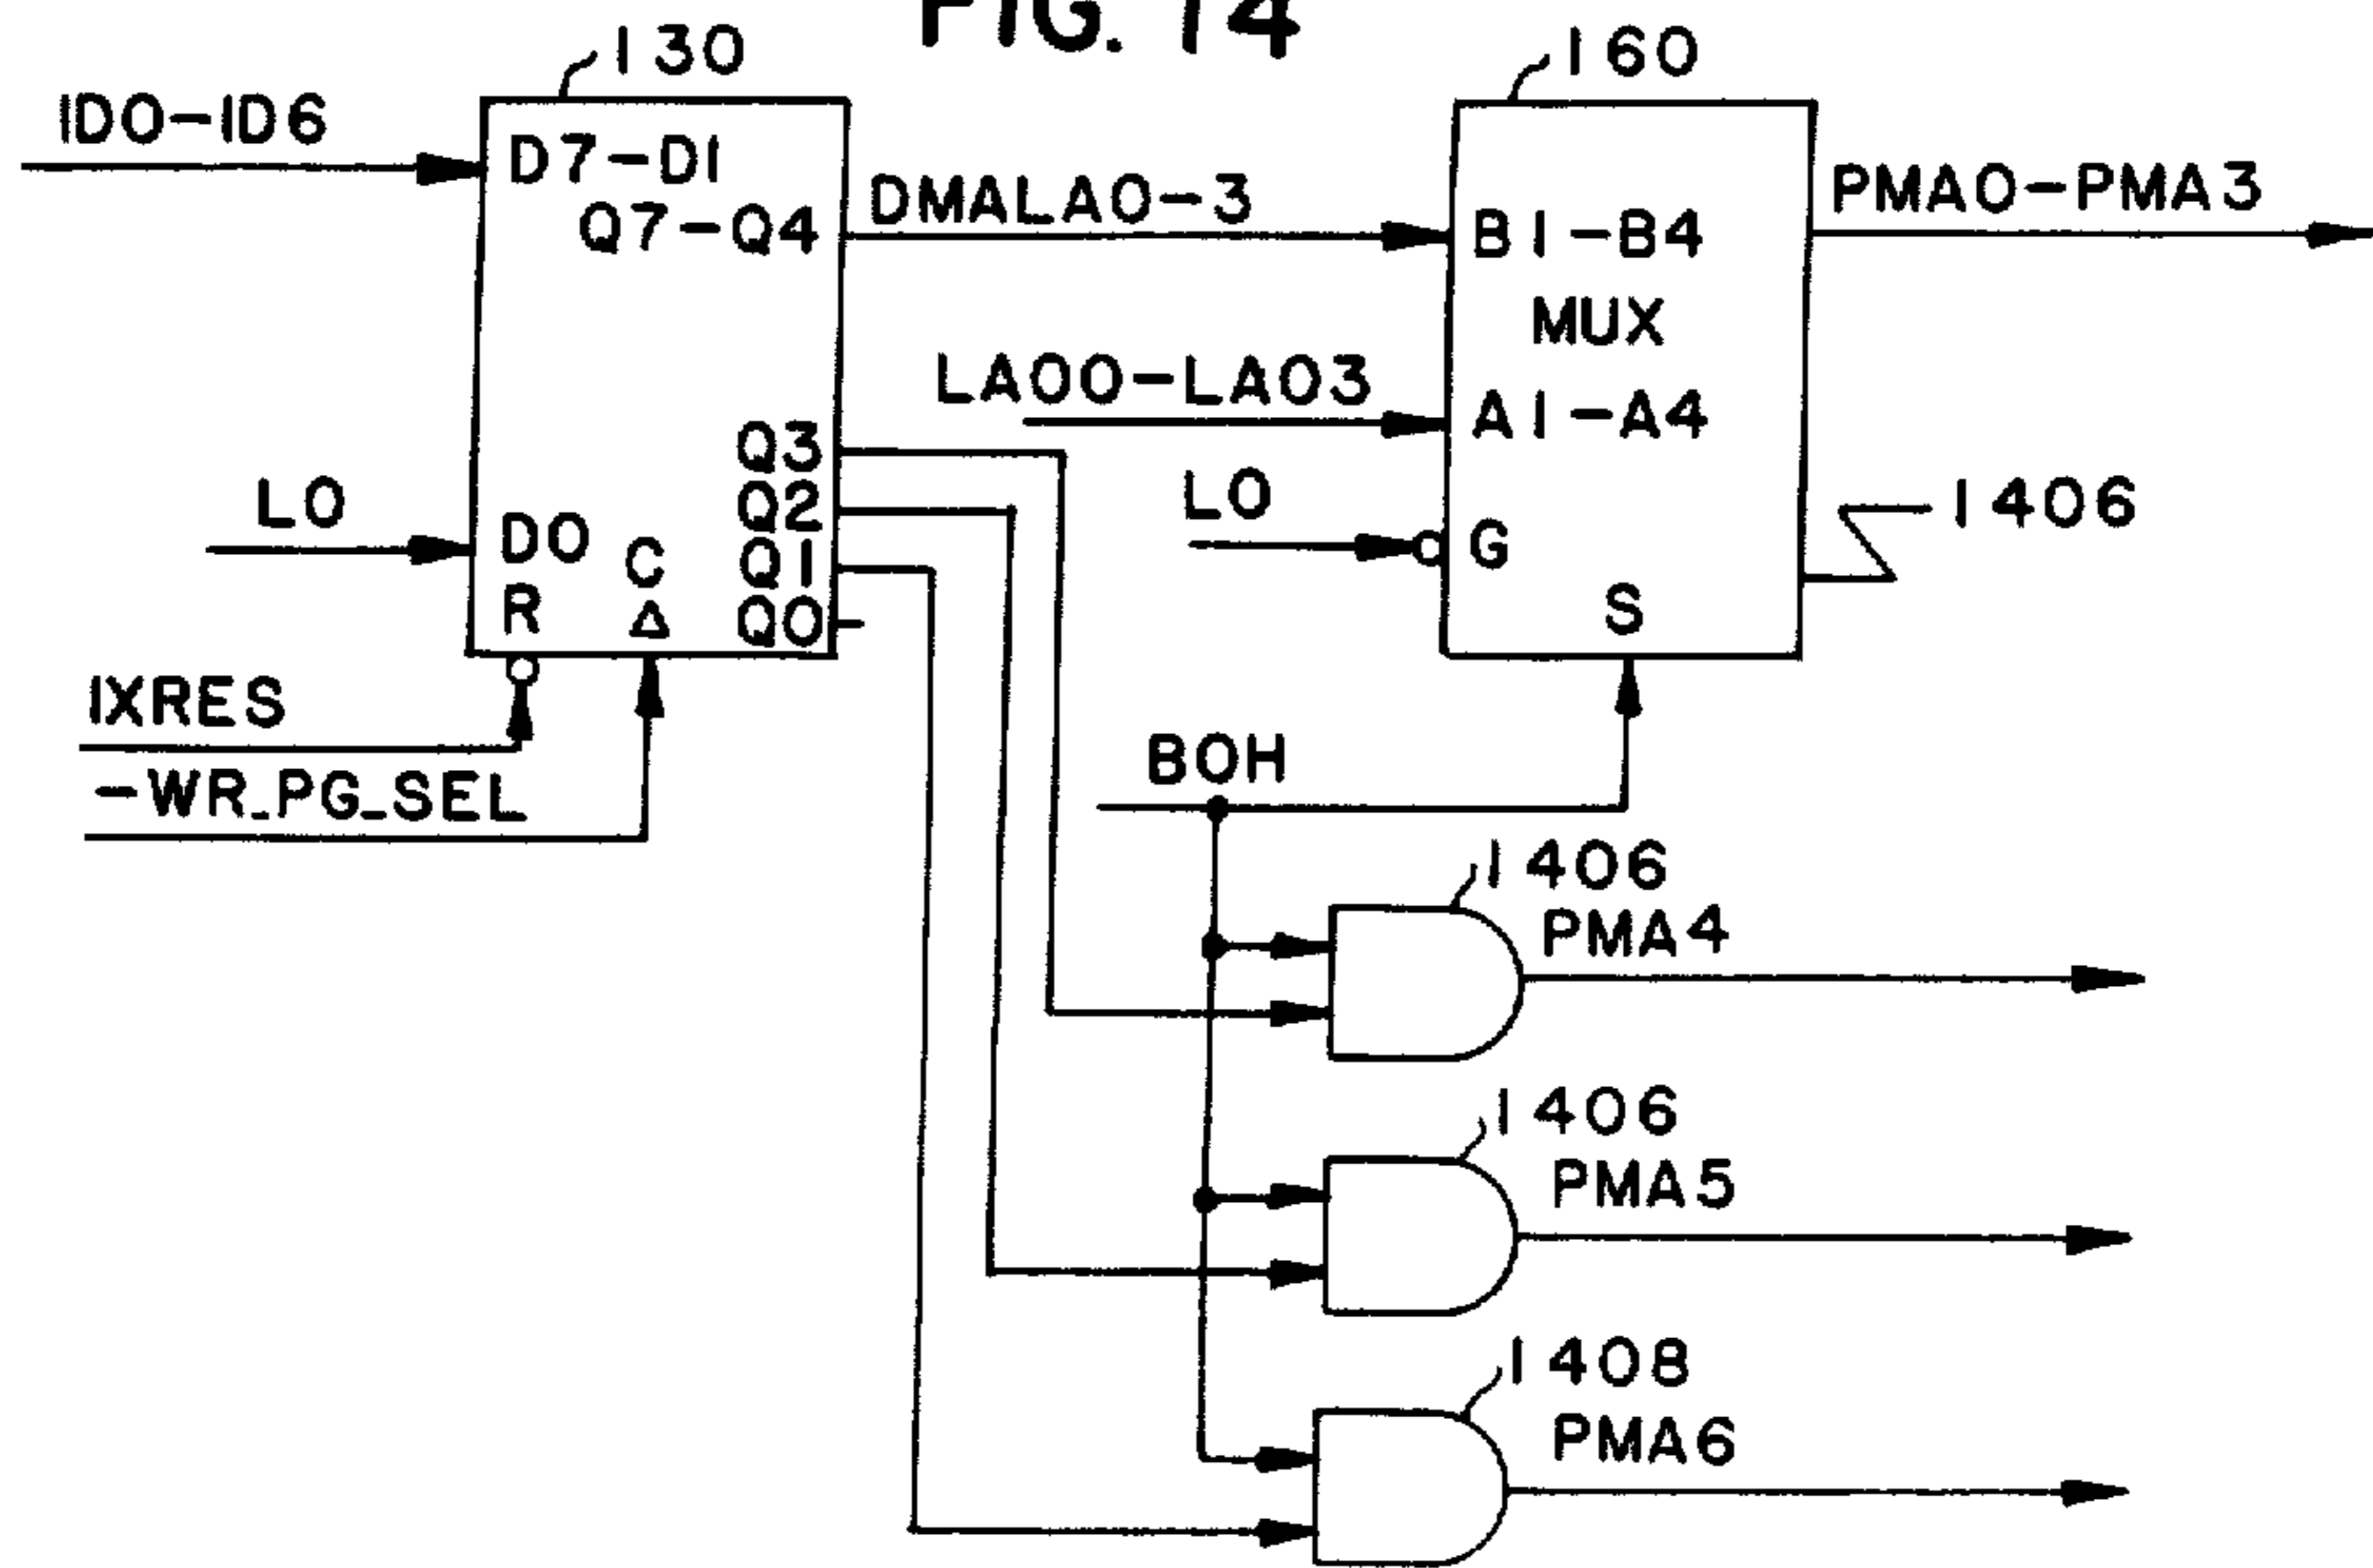 FIG. 14
130
160
ID0-ID6
D7-D1
Q7-Q4
DMALA0-3
B1-B4
PMA0-PMA3
MUX
LA00-LA03
A1-A4
Q3
LO
Q2
LO
1406
D0
C
Q1
G
R
Q0
S
IXRES
BOH
-WR_PG_SEL
1406
PMA4
1406
PMA5
1408
PMA6